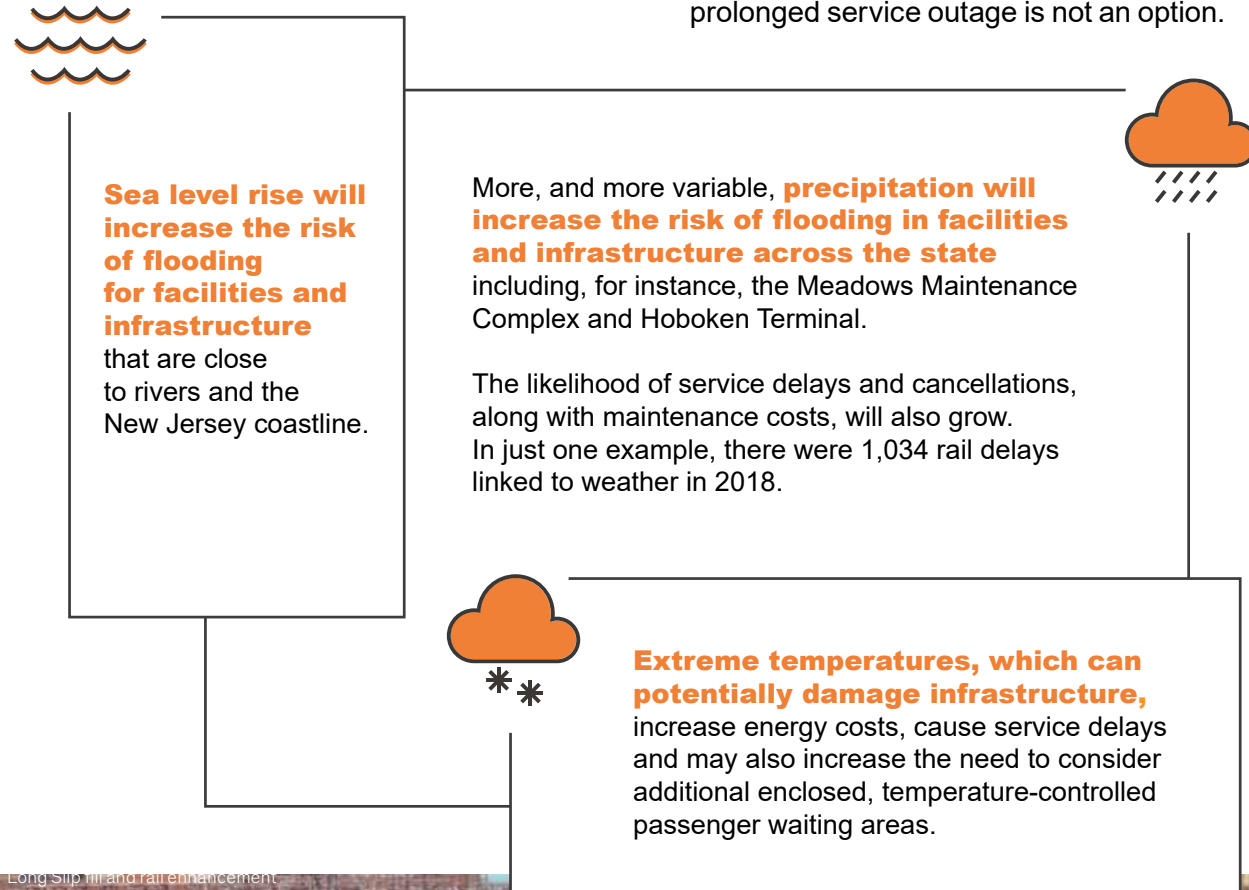 prolonged service outage is not an option.
Sea level rise will
increase the risk
of flooding
for facilities and
infrastructure
that are close
to rivers and the
New Jersey coastline.
More, and more variable, precipitation will
increase the risk of flooding in facilities
and infrastructure across the state
including, for instance, the Meadows Maintenance
Complex and Hoboken Terminal.
The likelihood of service delays and cancellations,
along with maintenance costs, will also grow.
In just one example, there were 1,034 rail delays
linked to weather in 2018.
Extreme temperatures, which can
potentially damage infrastructure,
increase energy costs, cause service delays
and may also increase the need to consider
additional enclosed, temperature-controlled
passenger waiting areas.
Long Slip fill and rail enhancement